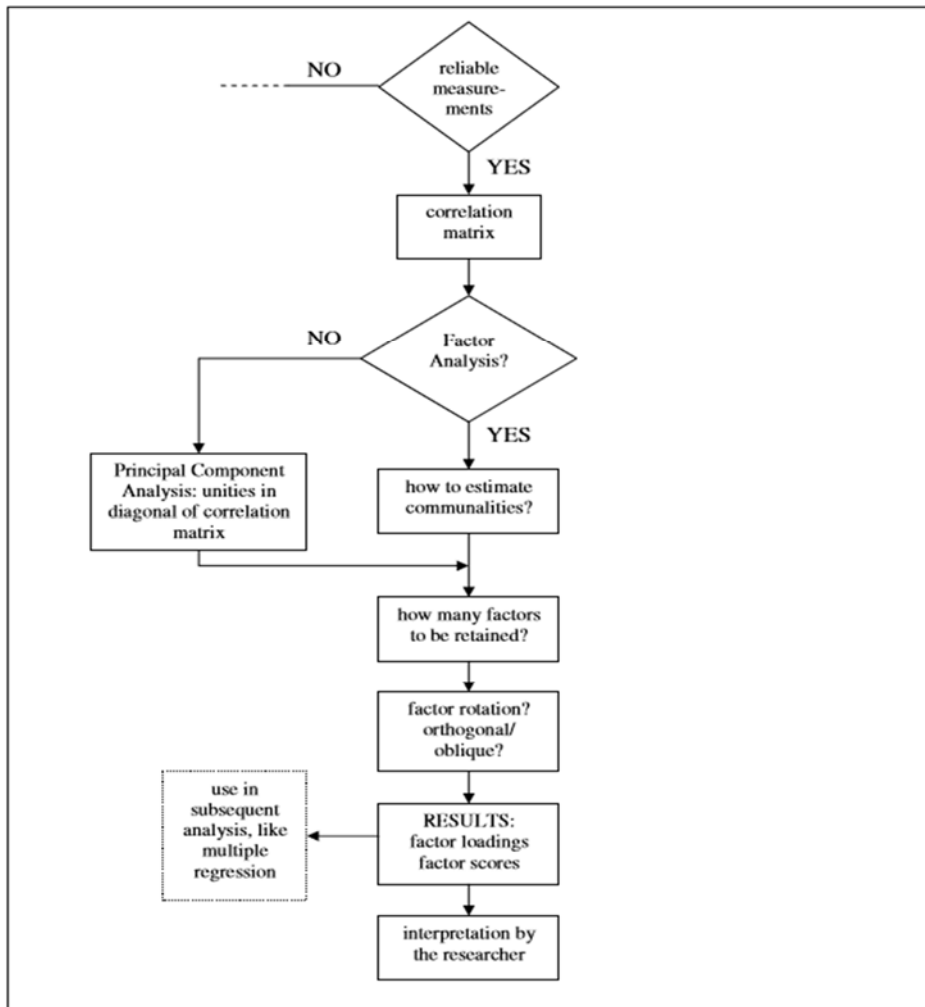 NO
reliable
measure-
ments
YES
correlation
matrix
NO
Factor
Analysis?
YES
Principal Component
Analysis: unities in
diagonal of correlation
matrix
how to estimate
communalities?
how many factors
to be retained?
factor rotation?
orthogonal/
oblique?
use in
subsequent
analysis, like
multiple
regression
RESULTS:
factor loadings
factor scores
interpretation by
the researcher